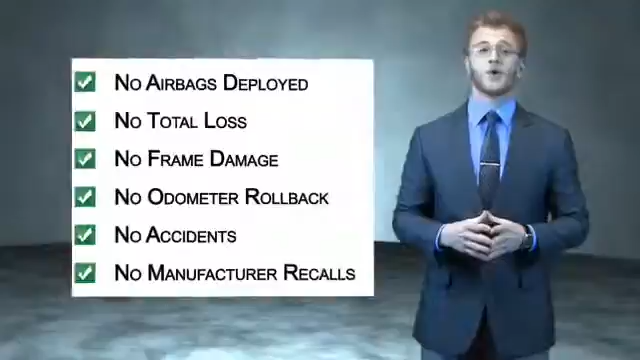 No Airbags Deployed
No Total Loss
No Frame Damage
No Odometer Rollback
No Accidents
No Manufacturer Recalls